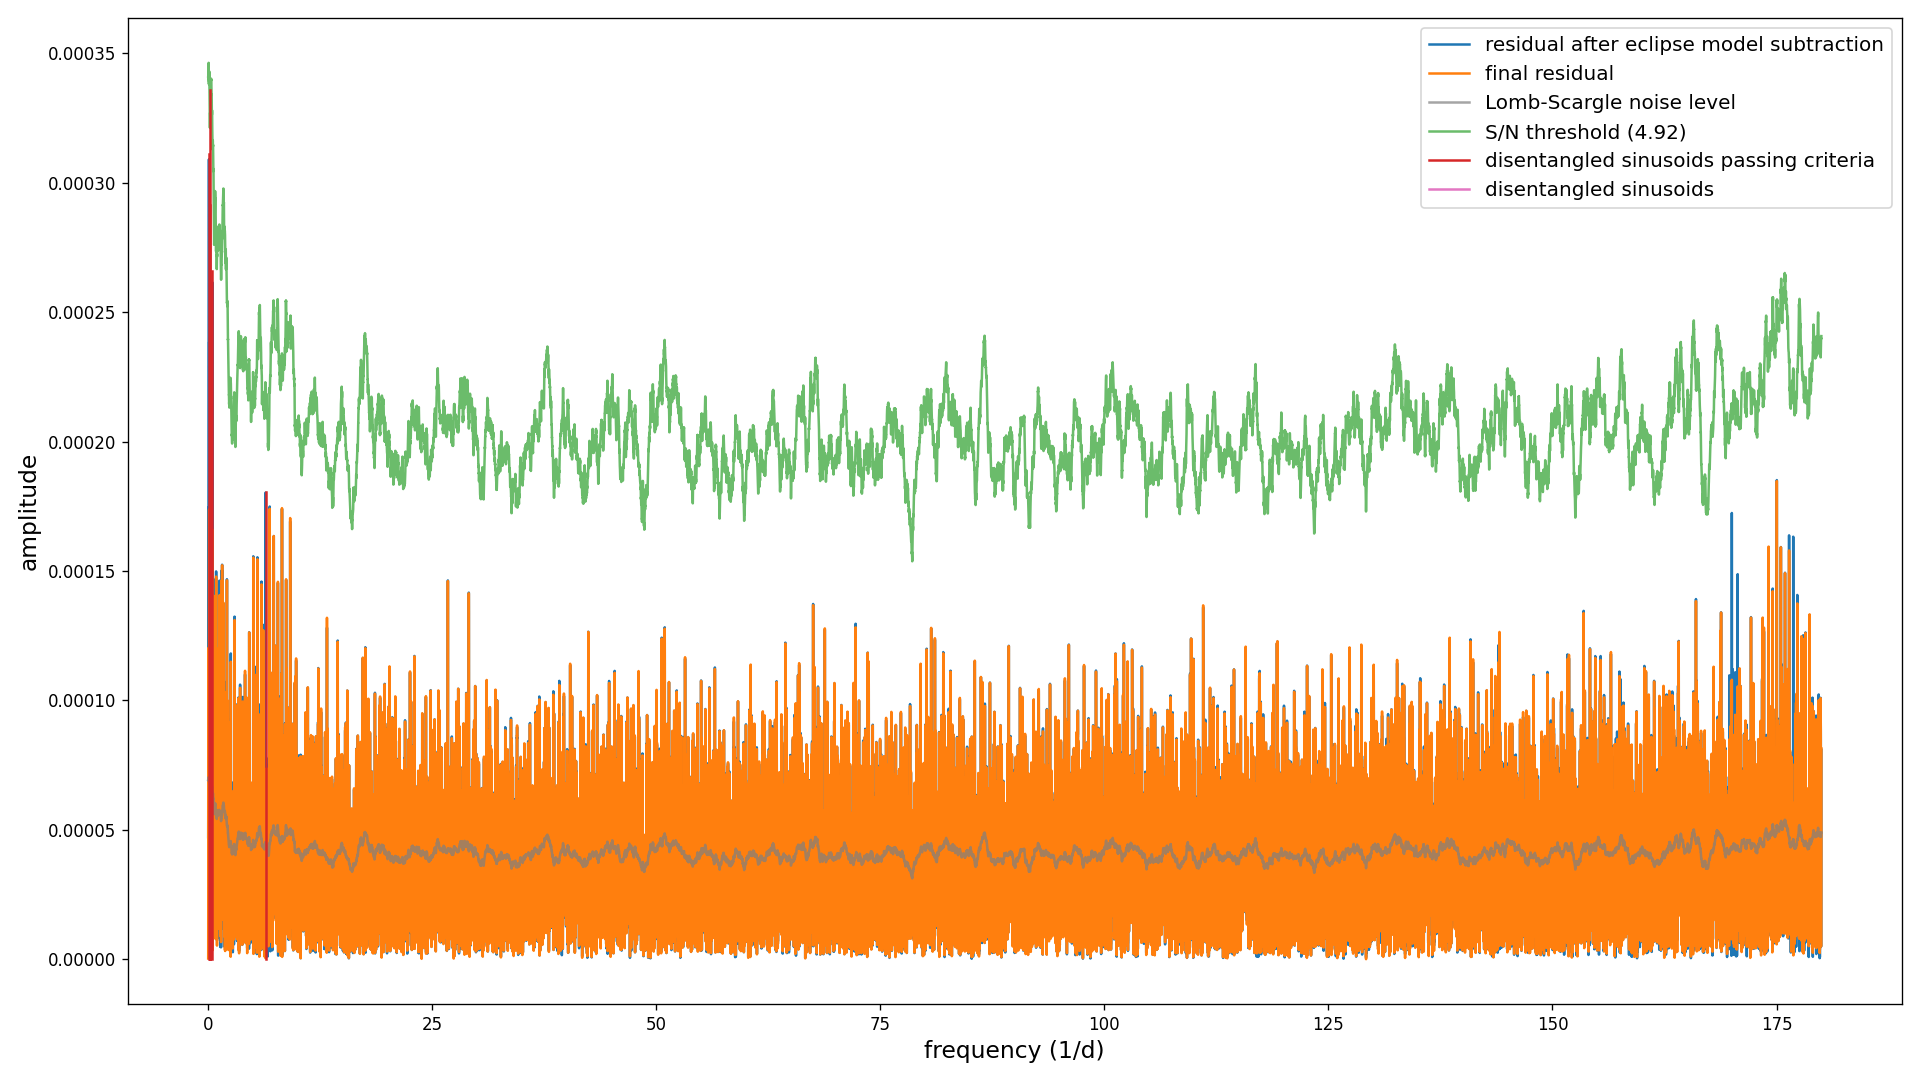 residual after eclipse model subtraction
final residual
Lomb-Scargle noise level
S/N threshold (4.92)
disentangled sinusoids passing criteria
disentangled sinusoids
0.00035
0.00030
0.00025
0.00020
0.00015
0.00010
0.00005
0.00000
amplitude
0 25 50 75 100 125 150 175
frequency (1/d)